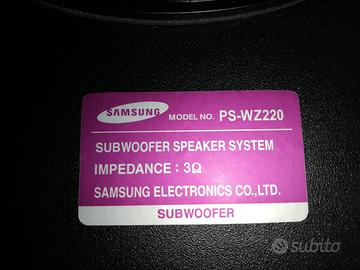 SAMSUNG MODEL NO. PS-WZ220
SUBWOOFER SPEAKER SYSTEM
IMPEDANCE : 3Ω
SAMSUNG ELECTRONICS CO.,LTD.
SUBWOOFER
subito